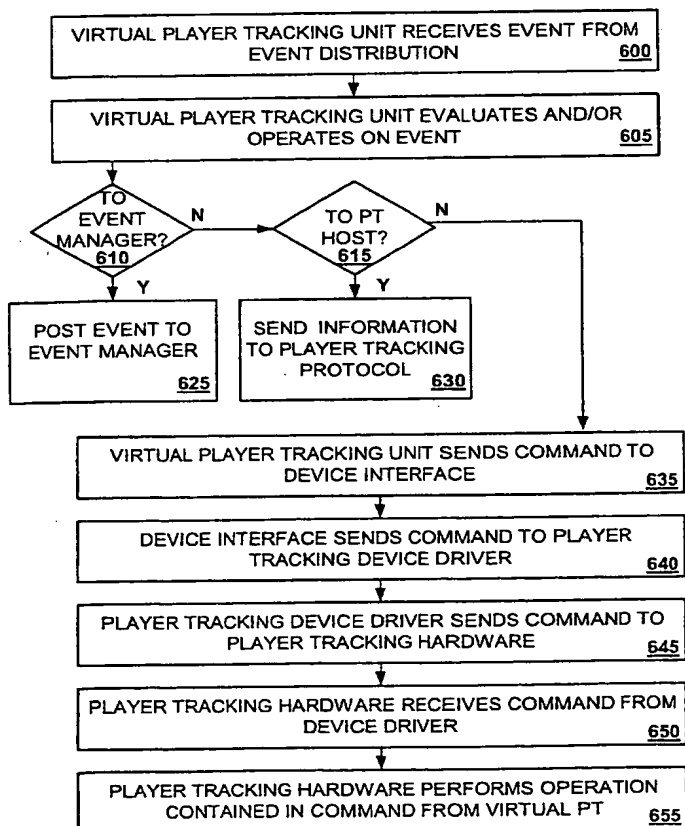 VIRTUAL PLAYER TRACKING UNIT RECEIVES EVENT FROM
EVENT DISTRIBUTION
600
VIRTUAL PLAYER TRACKING UNIT EVALUATES AND/OR
OPERATES ON EVENT
605
TO
EVENT
MANAGER?
610
N
Y
TO PT
HOST?
615
N
Y
POST EVENT TO
EVENT MANAGER
625
SEND INFORMATION
TO PLAYER TRACKING
PROTOCOL
630
VIRTUAL PLAYER TRACKING UNIT SENDS COMMAND TO
DEVICE INTERFACE
635
DEVICE INTERFACE SENDS COMMAND TO PLAYER
TRACKING DEVICE DRIVER
640
PLAYER TRACKING DEVICE DRIVER SENDS COMMAND TO
PLAYER TRACKING HARDWARE
645
PLAYER TRACKING HARDWARE RECEIVES COMMAND FROM
DEVICE DRIVER
650
PLAYER TRACKING HARDWARE PERFORMS OPERATION
CONTAINED IN COMMAND FROM VIRTUAL PT
655